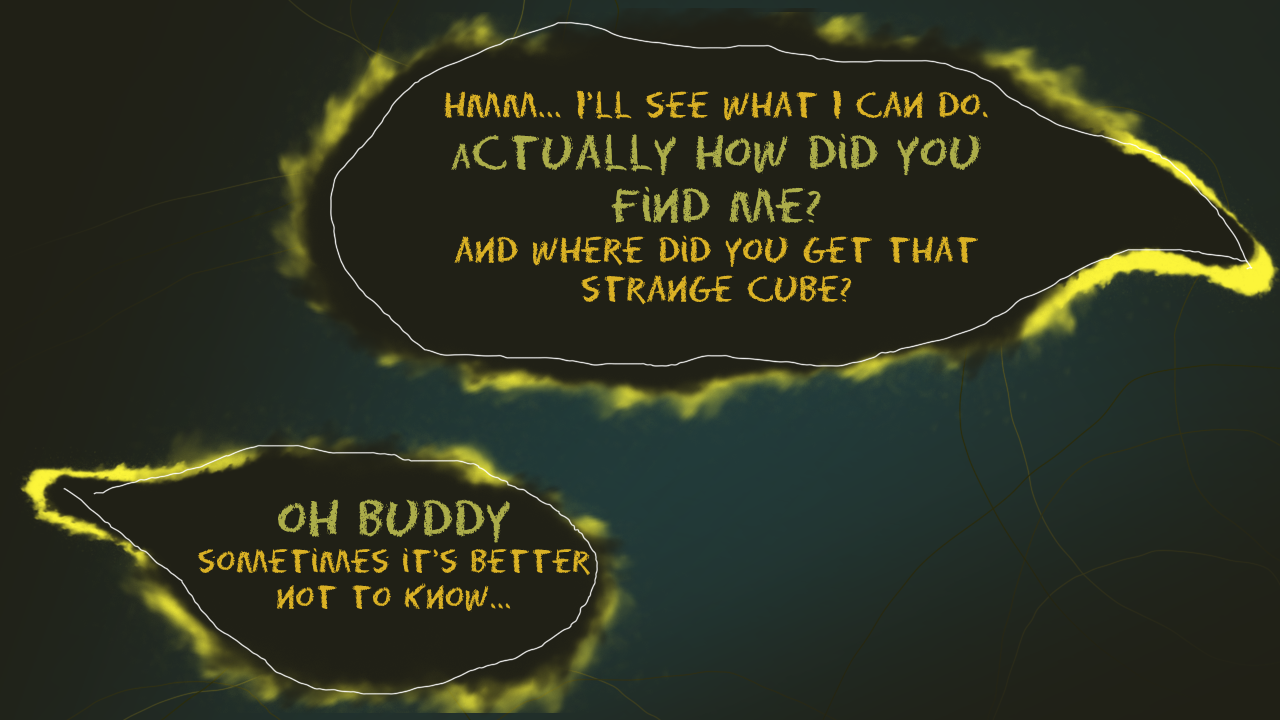 HMMM... I'LL SEE WHAT I CAN DO.
ACTUALLY HOW DID YOU
FIND ME?
AND WHERE DID YOU GET THAT
STRANGE CUBE?
OH BUDDY
SOMETIMES IT'S BETTER
NOT TO KNOW...